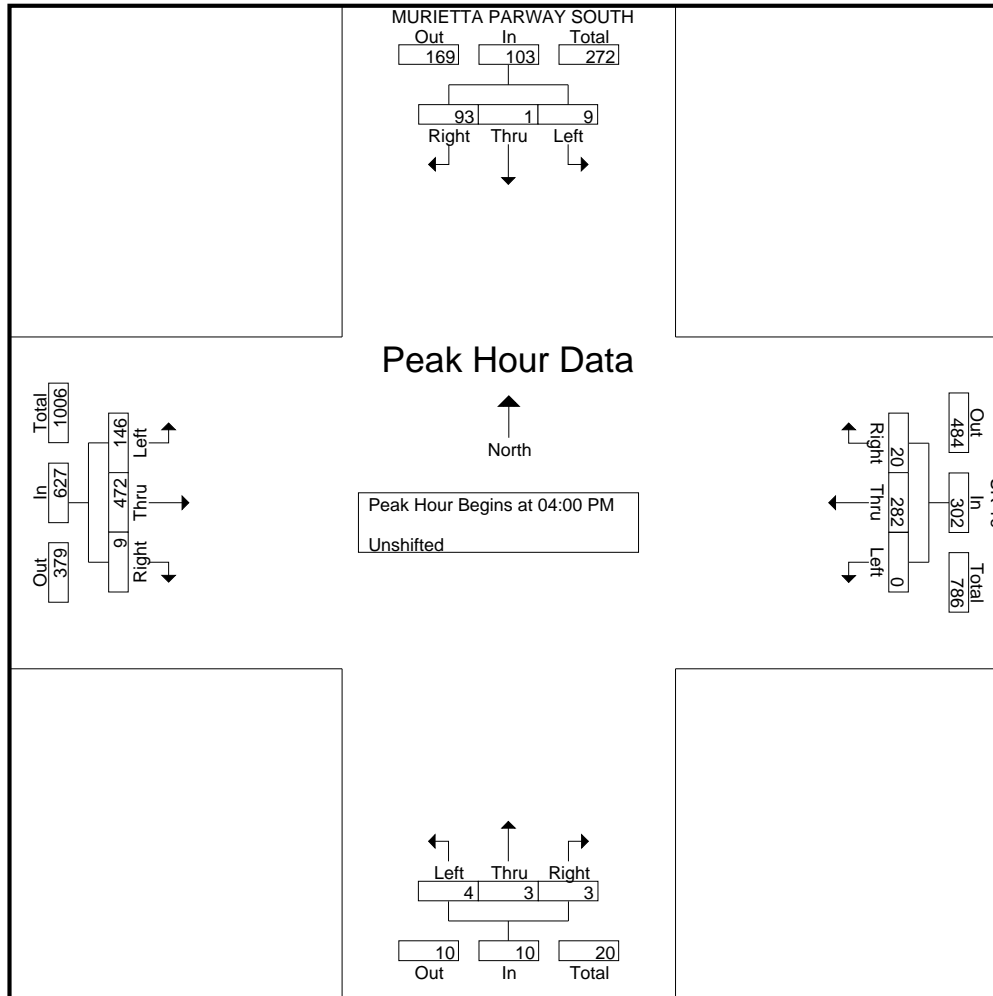 MURIETTA PARWAY SOUTH
Out In Total
169 103 272
93 1 9
Right Thru Left
Peak Hour Data
North
Peak Hour Begins at 04:00 PM
Unshifted
Total In Out
1006 627 379
146 472 9
Left Thru Right
Out In Total
484 302 786
20 282 0
Right Thru Left
Left Thru Right
4 3 3
10 10 20
Out In Total